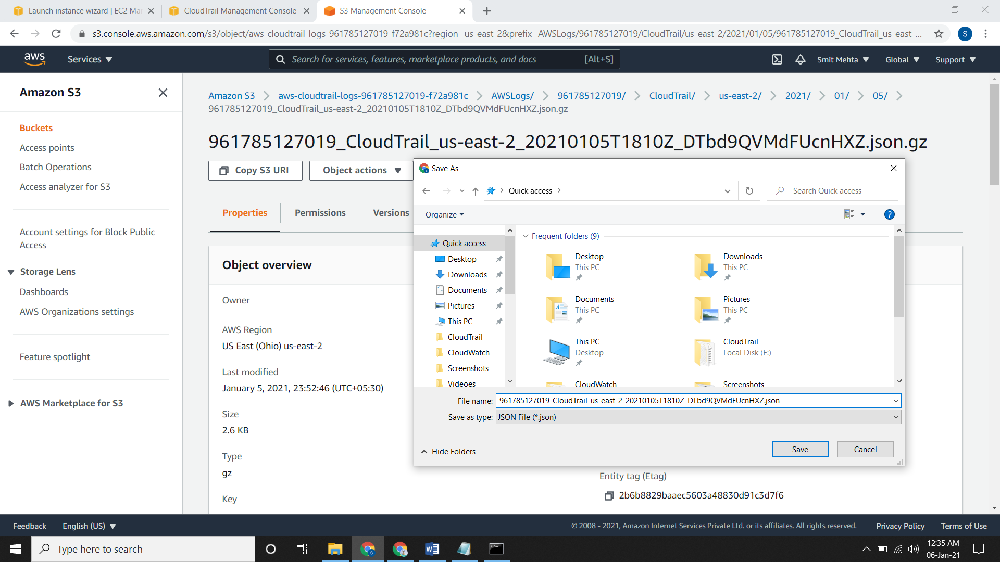 Launch instance wizard | EC2 Mar
CloudTrail Management Console
S3 Management Console
s3.console.aws.amazon.com/s3/object/aws-cloudtrail-logs-961785127019-f72a981c?region=us-east-2&prefix=AWSLogs/961785127019/CloudTrail/us-east-2/2021/01/05/961785127019_CloudTrail_us-east-...
S
aws
Services
Search for services, features, marketplace products, and docs
[Alt+S]
Smit Mehta
Global
Support
Amazon S3
Buckets
Access points
Batch Operations
Access analyzer for S3
Account settings for Block Public
Access
Storage Lens
Dashboards
AWS Organizations settings
Feature spotlight
AWS Marketplace for S3
Amazon S3
aws-cloudtrail-logs-961785127019-f72a981c
AWSLogs/
961785127019/
CloudTrail/
us-east-2/
2021/
01/
05/
961785127019_CloudTrail_us-east-2_20210105T1810Z_DTbd9QVMdFUcnHXZ.json.gz
961785127019_CloudTrail_us-east-2_20210105T1810Z_DTbd9QVMdFUcnHXZ.json.gz
Copy S3 URI
Object actions
Properties
Permissions
Versions
Object overview
Owner
AWS Region
US East (Ohio) us-east-2
Last modified
January 5, 2021, 23:52:46 (UTC+05:30)
Size
2.6 KB
Type
gz
Key
Entity tag (Etag)
2b6b8829baaec5603a48830d91c3d7f6
Save As
Quick access
Search Quick access
Organize
Quick access
Desktop
Downloads
Documents
Pictures
This PC
CloudTrail
CloudWatch
Screenshots
Videoes
Frequent folders (9)
Desktop
This PC
Downloads
This PC
Documents
This PC
Pictures
This PC
This PC
Desktop
CloudTrail
Local Disk (E:)
CloudWatch
Screenshots
File name:
961785127019_CloudTrail_us-east-2_20210105T1810Z_DTbd9QVMdFUcnHXZ.json
Save as type:
JSON File (*.json)
Hide Folders
Save
Cancel
Feedback
English (US)
© 2008 - 2021, Amazon Internet Services Private Ltd. or its affiliates. All rights reserved.
Privacy Policy
Terms of Use
Type here to search
12:35 AM
06-Jan-21